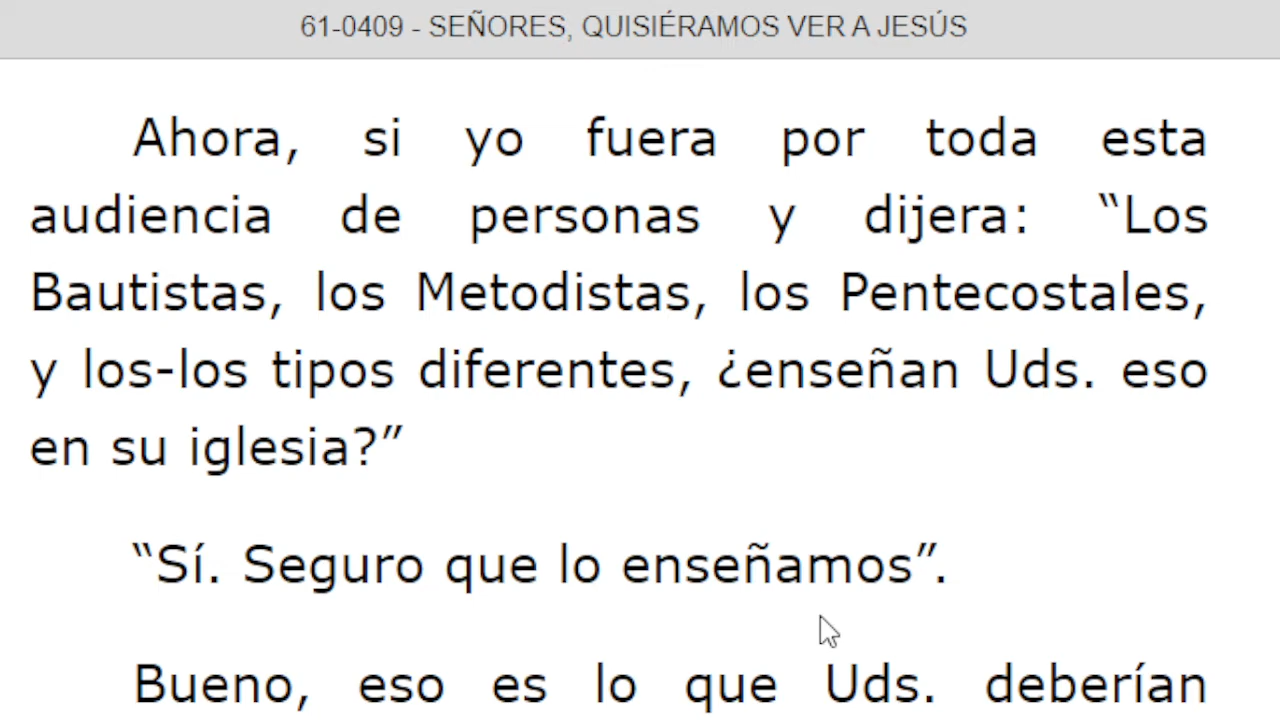 61-0409 - SEÑORES, QUISIÉRAMOS VER A JESÚS
Ahora, si yo fuera por toda esta
audiencia de personas y dijera: “Los
Bautistas, los Metodistas, los Pentecostales,
y los-los tipos diferentes, ¿enseñan Uds. eso
en su iglesia?”
“Sí. Seguro que lo enseñamos”.
Bueno, eso es lo que Uds. deberían